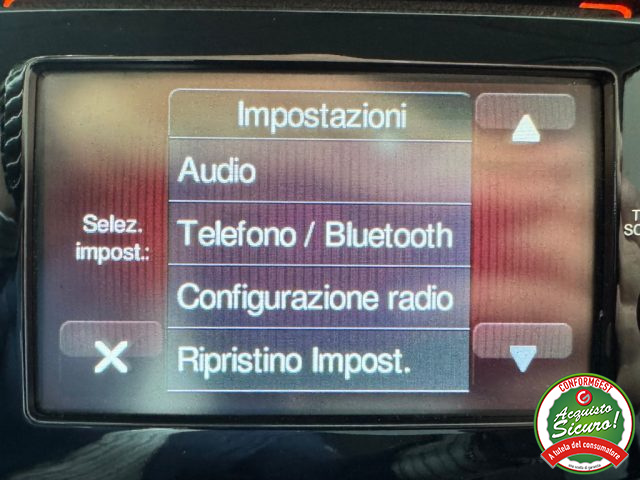 Impostazioni
Audio
Selez.
impost.:
Telefono / Bluetooth
Configurazione radio
Ripristino Impost.
CONFORMGEST
Acquisto
Sicuro!
A tutela del consumatore